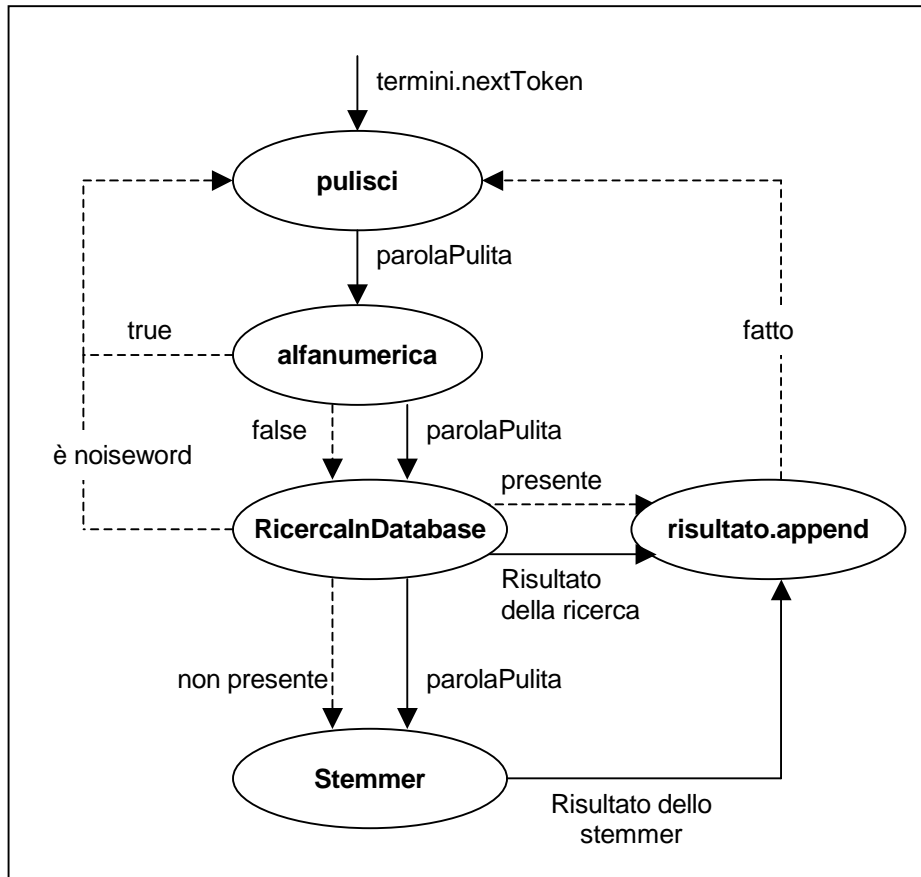 termini.nextToken
pulisci
parolaPulita
true
fatto
alfanumerica
false
parolaPulita
è noiseword
presente
RicercaInDatabase
risultato.append
Risultato
della ricerca
non presente
parolaPulita
Stemmer
Risultato dello
stemmer